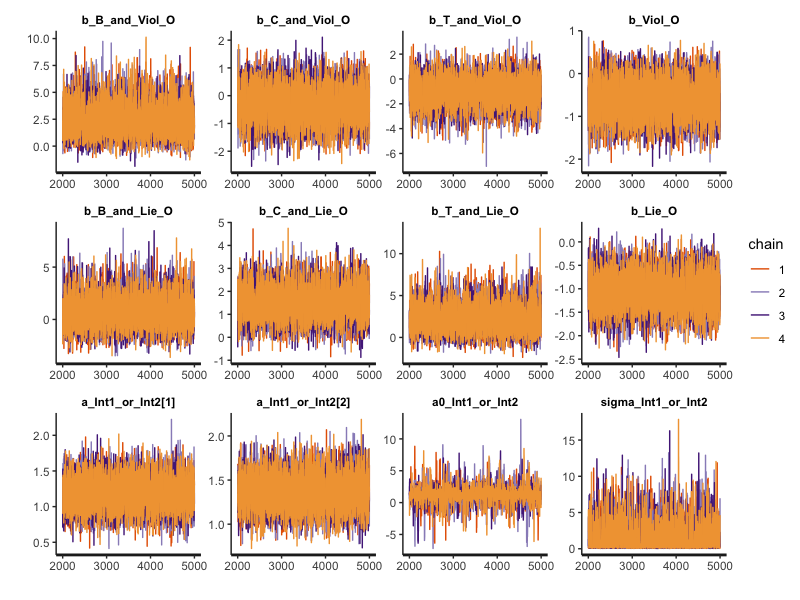 b_B_and_Viol_O b_C_and_Viol_O b_T_and_Viol_O b_Viol_O
10.0 7.5 5.0 2.5 0.0
2 1 0 -1 -2
2 0 -2 -4 -6
1 0 -1 -2
2000 3000 4000 5000 2000 3000 4000 5000 2000 3000 4000 5000 2000 3000 4000 5000
b_B_and_Lie_O b_C_and_Lie_O b_T_and_Lie_O b_Lie_O
5 0
5 4 3 2 1 0 -1
10 5 0
0.0 -0.5 -1.0 -1.5 -2.0 -2.5
2000 3000 4000 5000 2000 3000 4000 5000 2000 3000 4000 5000 2000 3000 4000 5000
chain
1
2
3
4
a_Int1_or_Int2[1] a_Int1_or_Int2[2] a0_Int1_or_Int2 sigma_Int1_or_Int2
2.0 1.5 1.0 0.5
2.0 1.5 1.0
10 5 0 -5
15 10 5 0
2000 3000 4000 5000 2000 3000 4000 5000 2000 3000 4000 5000 2000 3000 4000 5000